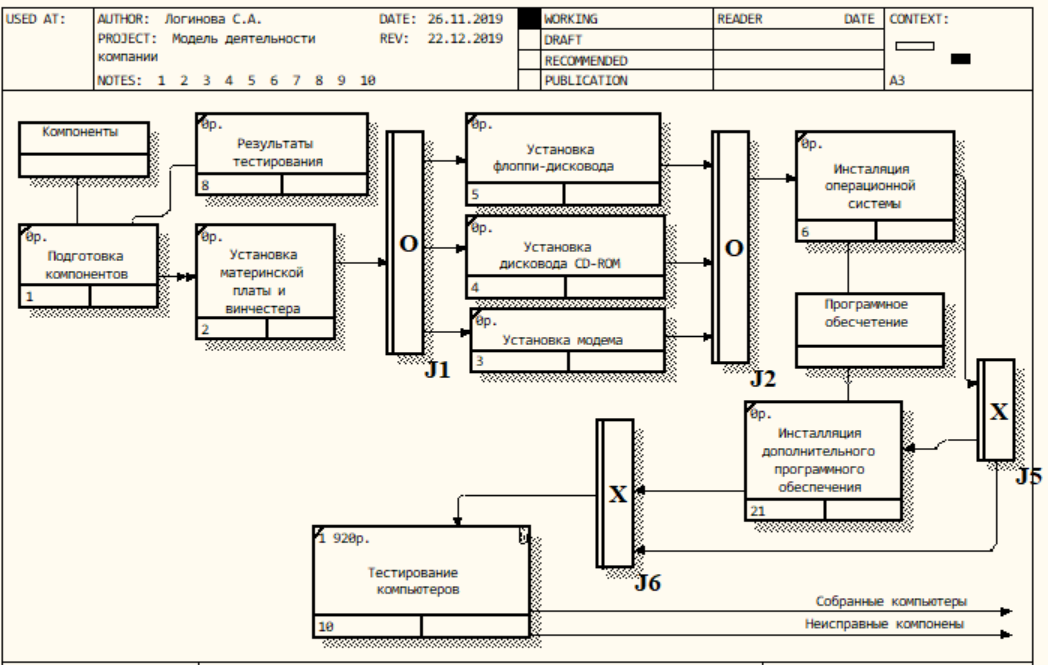 USED AT:
AUTHOR: Логинова С.А.
DATE: 26.11.2019
PROJECT: Модель деятельности
компании
REV: 22.12.2019
NOTES: 1 2 3 4 5 6 7 8 9 10
WORKING
DRAFT
RECOMMENDED
PUBLICATION
READER
DATE
CONTEXT:
A3
Компоненты
0р.
Результаты
тестирования
8
0р.
Подготовка
компонентов
1
0р.
Установка
материнской
платы и
винчестера
2
O
J1
0р.
Установка
флоппи-дисковода
5
0р.
Установка
дисковода CD-ROM
4
0р.
Установка модема
3
O
J2
0р.
Инсталяция
операционной
системы
6
Программное
обесчетение
X
J5
0р.
Инсталляция
дополнительного
программного
обеспечения
21
X
J6
1 920р.
Тестирование
компьютеров
10
Собранные компьютеры
Неисправные компонены